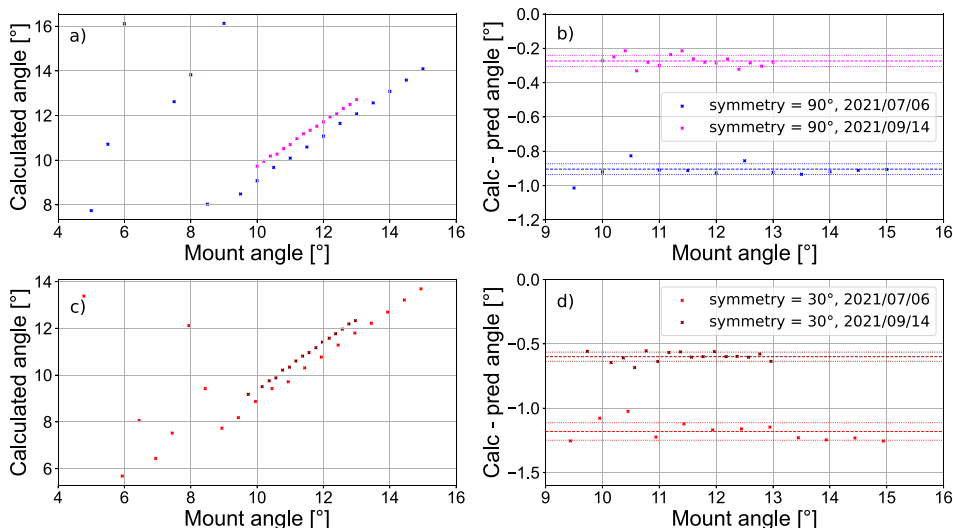 a)
Calculated angle [°]
16
14
12
10
8
4 6 8 10 12 14 16
Mount angle [°]
b)
Calc - pred angle [°]
−0.0
−0.2
−0.4
−0.6
−0.8
−1.0
−1.2
symmetry = 90°, 2021/07/06
symmetry = 90°, 2021/09/14
9 10 11 12 13 14 15 16
Mount angle [°]
c)
Calculated angle [°]
14
12
10
8
6
4 6 8 10 12 14 16
Mount angle [°]
d)
Calc - pred angle [°]
0.0
−0.5
−1.0
−1.5
symmetry = 30°, 2021/07/06
symmetry = 30°, 2021/09/14
9 10 11 12 13 14 15 16
Mount angle [°]